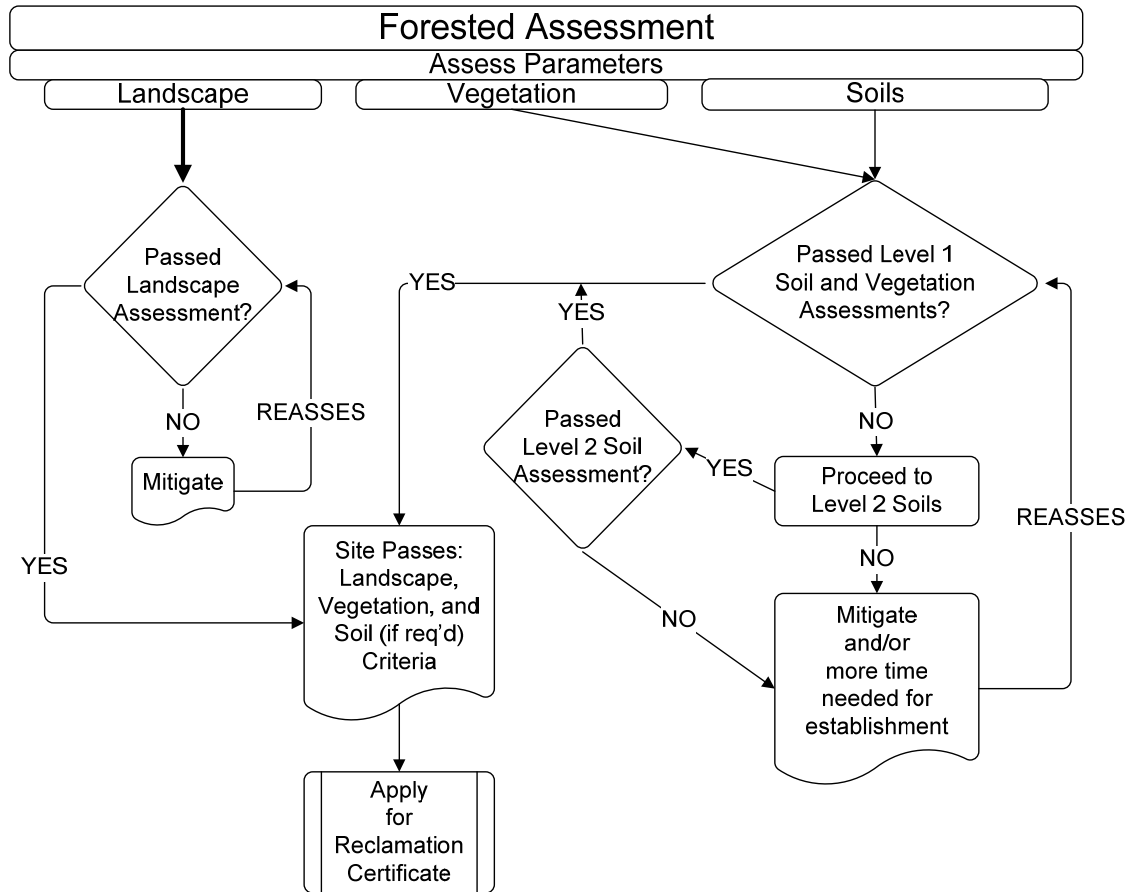 Forested Assessment
Assess Parameters
Landscape
Vegetation
Soils
Passed
Landscape
Assessment?
NO
Mitigate
REASSES
YES
Passed Level 1
Soil and Vegetation
Assessments?
YES
NO
Proceed to
Level 2 Soils
YES
Passed
Level 2 Soil
Assessment?
YES
NO
NO
Mitigate
and/or
more time
needed for
establishment
REASSES
Site Passes:
Landscape,
Vegetation, and
Soil (if req'd)
Criteria
Apply
for
Reclamation
Certificate